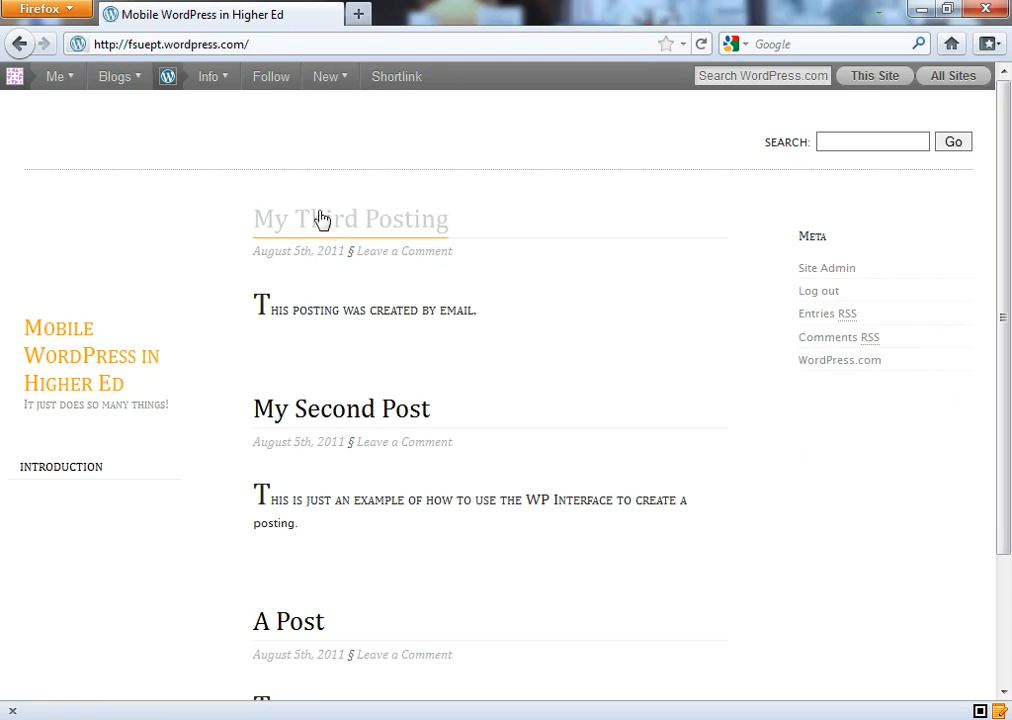 Firefox
Mobile WordPress in Higher Ed
http://fsuept.wordpress.com/
Google
Me Blogs Info Follow New Shortlink
Search WordPress.com This Site All Sites
SEARCH: Go
My Third Posting
August 5th, 2011 § Leave a Comment
This posting was created by email.
Mobile
WordPress in
Higher Ed
It just does so many things!
INTRODUCTION
My Second Post
August 5th, 2011 § Leave a Comment
This is just an example of how to use the WP Interface to create a
posting.
A Post
August 5th, 2011 § Leave a Comment
Meta
Site Admin
Log out
Entries RSS
Comments RSS
WordPress.com